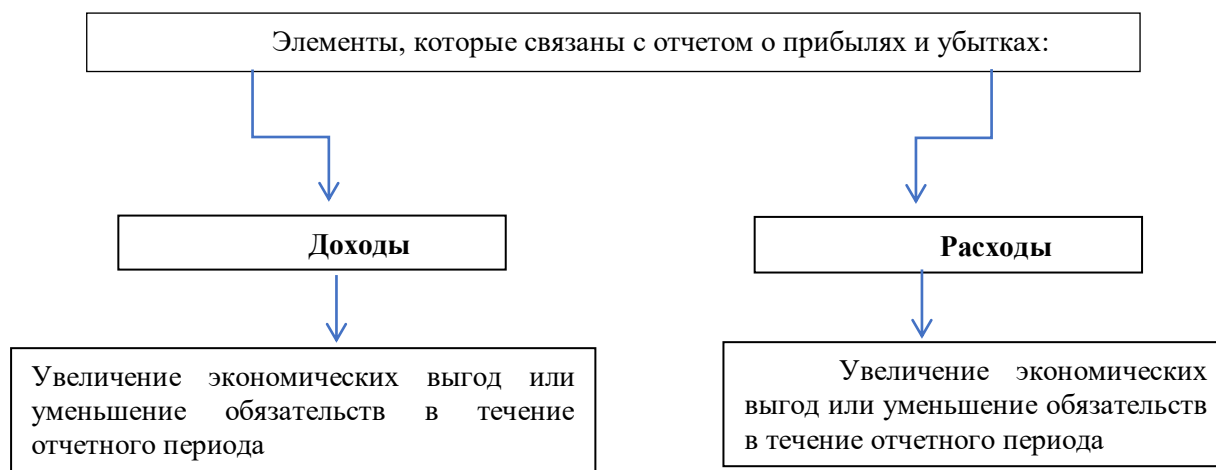 Элементы, которые связаны с отчетом о прибылях и убытках:
Доходы
Расходы
Увеличение экономических выгод или
уменьшение обязательств в течение
отчетного периода
Увеличение экономических
выгод или уменьшение обязательств
в течение отчетного периода